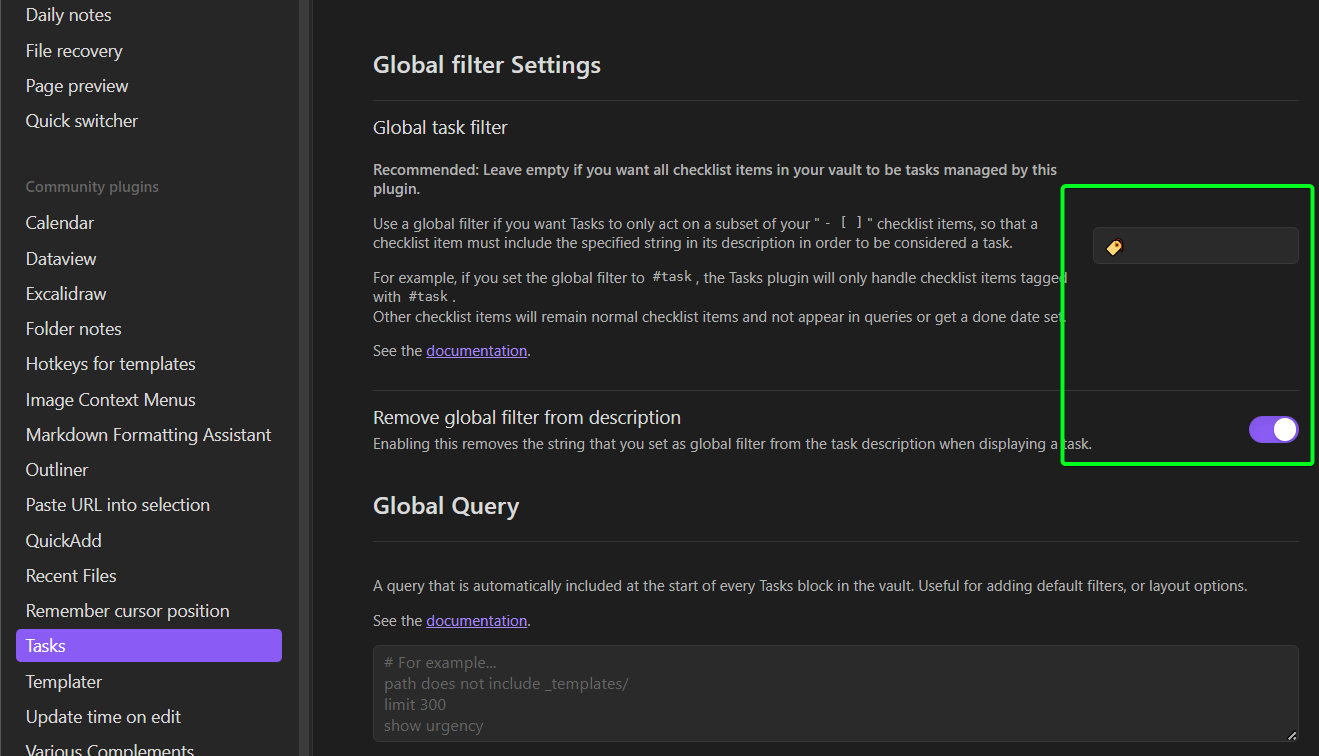 Daily notes
File recovery
Page preview
Quick switcher
Community plugins
Calendar
Dataview
Excalidraw
Folder notes
Hotkeys for templates
Image Context Menus
Markdown Formatting Assistant
Outliner
Paste URL into selection
QuickAdd
Recent Files
Remember cursor position
Tasks
Templater
Update time on edit
Various Complements
Global filter Settings
Global task filter
Recommended: Leave empty if you want all checklist items in your vault to be tasks managed by this
plugin.
Use a global filter if you want Tasks to only act on a subset of your "- [ ]" checklist items, so that a
checklist item must include the specified string in its description in order to be considered a task.
For example, if you set the global filter to #task, the Tasks plugin will only handle checklist items tagged
with #task.
Other checklist items will remain normal checklist items and not appear in queries or get a done date set.
See the documentation.
🏷️
Remove global filter from description
Enabling this removes the string that you set as global filter from the task description when displaying a task.
Global Query
A query that is automatically included at the start of every Tasks block in the vault. Useful for adding default filters, or layout options.
See the documentation.
# For example...
path does not include _templates/
limit 300
show urgency